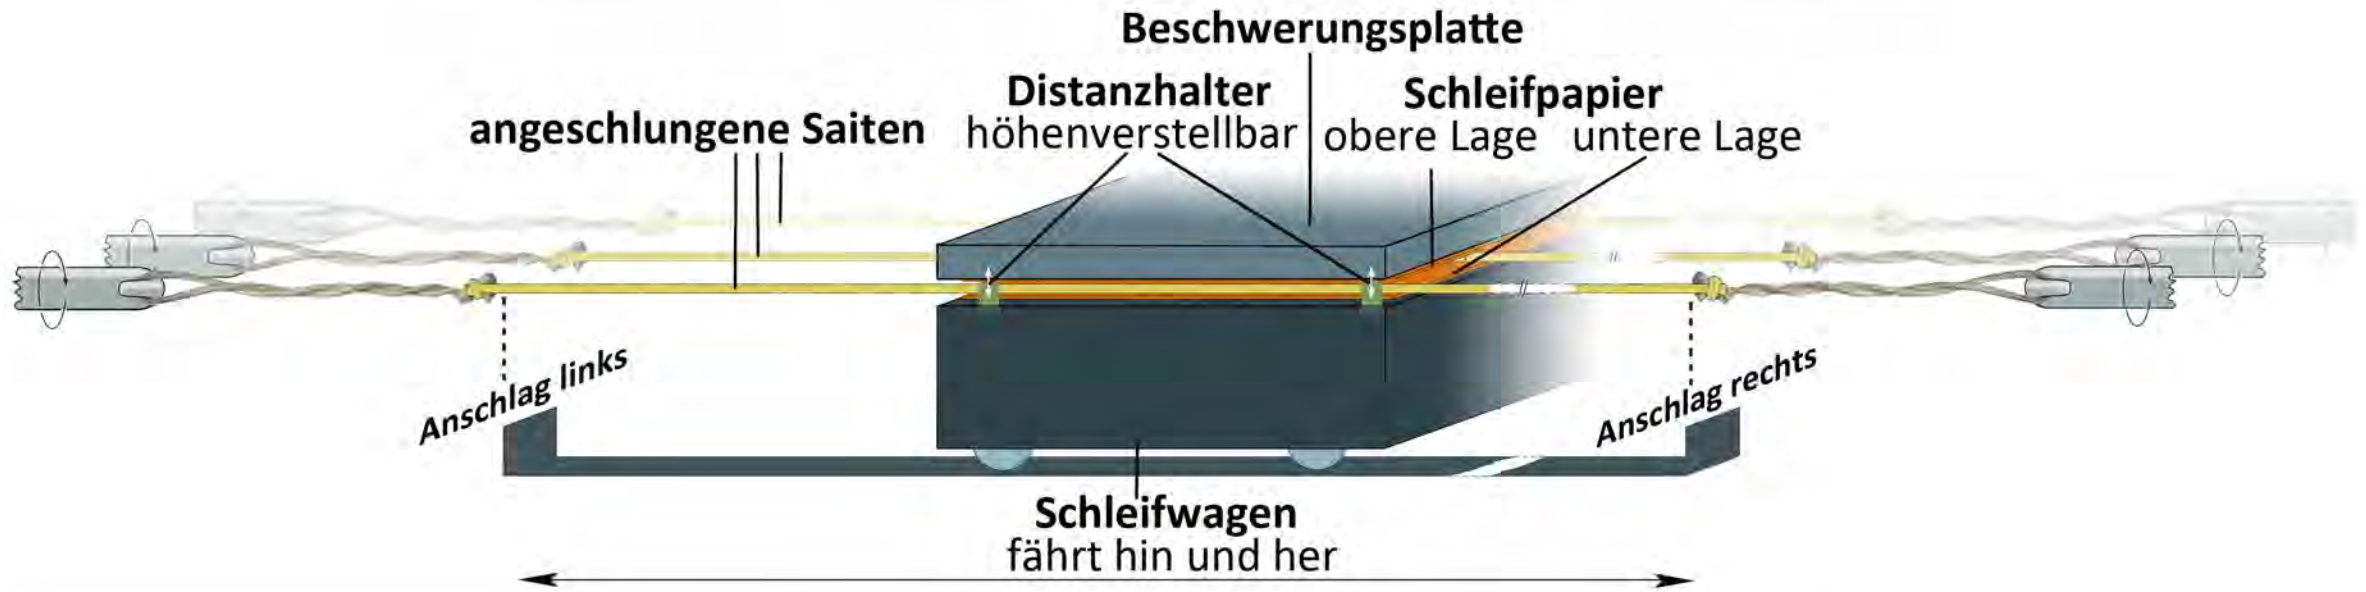 Beschwerungsplatte
Distanzhalter
höhenverstellbar
Schleifpapier
obere Lage untere Lage
angeschlungene Saiten
Anschlag links
Anschlag rechts
Schleifwagen
fährt hin und her